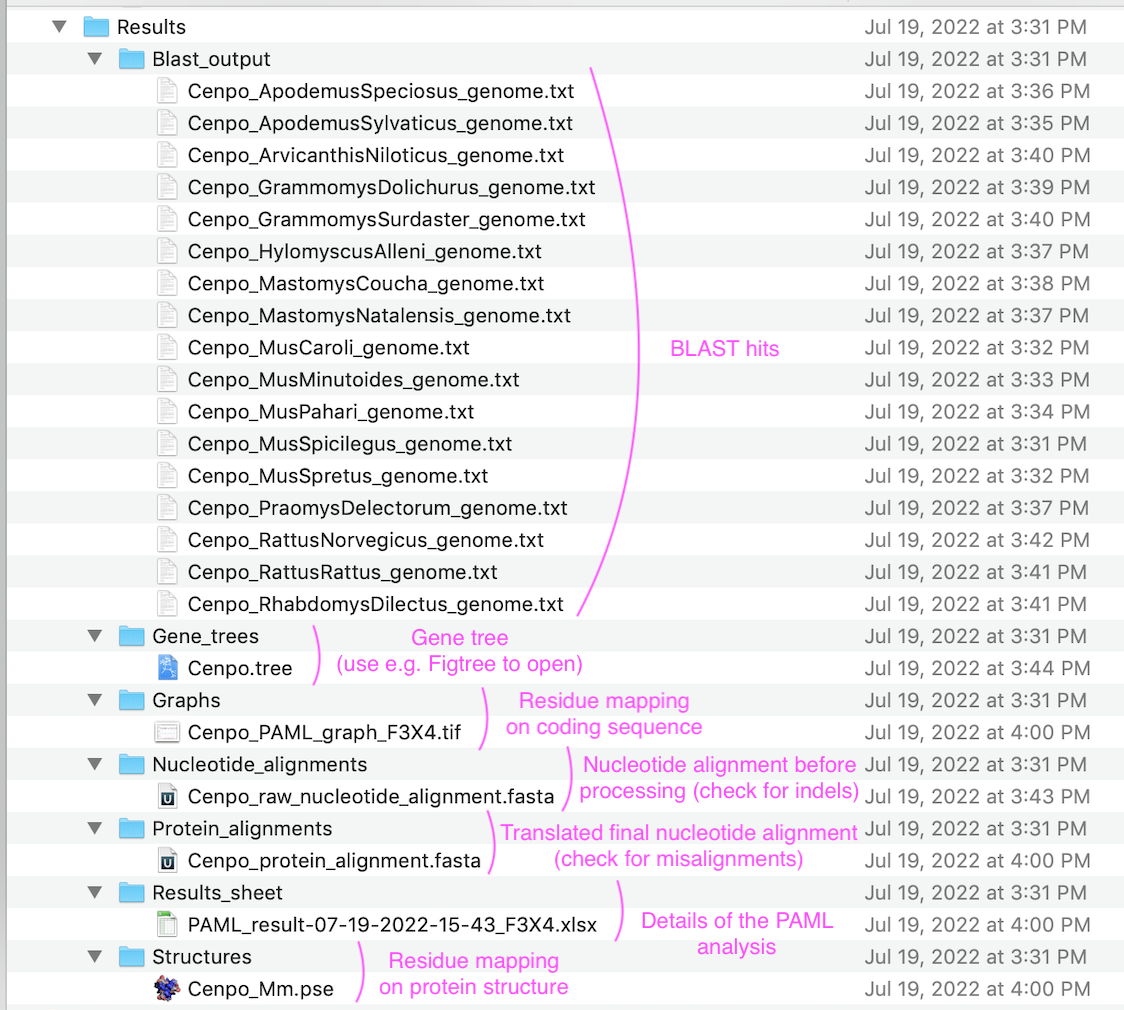 Results Jul 19, 2022 at 3:31 PM
Blast_output Jul 19, 2022 at 3:31 PM
Cenpo_ApodemusSpeciosus_genome.txt Jul 19, 2022 at 3:36 PM
Cenpo_ApodemusSylvaticus_genome.txt Jul 19, 2022 at 3:35 PM
Cenpo_ArvicanthisNiloticus_genome.txt Jul 19, 2022 at 3:40 PM
Cenpo_GrammomysDolichurus_genome.txt Jul 19, 2022 at 3:39 PM
Cenpo_GrammomysSurdaster_genome.txt Jul 19, 2022 at 3:40 PM
Cenpo_HylomyscusAlleni_genome.txt Jul 19, 2022 at 3:37 PM
Cenpo_MastomysCoucha_genome.txt Jul 19, 2022 at 3:38 PM
Cenpo_MastomysNatalensis_genome.txt Jul 19, 2022 at 3:37 PM
Cenpo_MusCaroli_genome.txt BLAST hits Jul 19, 2022 at 3:32 PM
Cenpo_MusMinutoides_genome.txt Jul 19, 2022 at 3:33 PM
Cenpo_MusPahari_genome.txt Jul 19, 2022 at 3:34 PM
Cenpo_MusSpicilegus_genome.txt Jul 19, 2022 at 3:31 PM
Cenpo_MusSpretus_genome.txt Jul 19, 2022 at 3:32 PM
Cenpo_PraomysDelectorum_genome.txt Jul 19, 2022 at 3:37 PM
Cenpo_RattusNorvegicus_genome.txt Jul 19, 2022 at 3:42 PM
Cenpo_RattusRattus_genome.txt Jul 19, 2022 at 3:41 PM
Cenpo_RhabdomysDilectus_genome.txt Jul 19, 2022 at 3:41 PM
Gene_trees Gene tree Jul 19, 2022 at 3:31 PM
Cenpo.tree (use e.g. Figtree to open) Jul 19, 2022 at 3:44 PM
Graphs Residue mapping Jul 19, 2022 at 3:31 PM
Cenpo_PAML_graph_F3X4.tif on coding sequence Jul 19, 2022 at 4:00 PM
Nucleotide_alignments Nucleotide alignment before Jul 19, 2022 at 3:31 PM
Cenpo_raw_nucleotide_alignment.fasta processing (check for indels) Jul 19, 2022 at 3:43 PM
Protein_alignments Translated final nucleotide alignment Jul 19, 2022 at 3:31 PM
Cenpo_protein_alignment.fasta (check for misalignments) Jul 19, 2022 at 4:00 PM
Results_sheet Jul 19, 2022 at 3:31 PM
PAML_result-07-19-2022-15-43_F3X4.xlsx Details of the PAML Jul 19, 2022 at 4:00 PM
analysis
Structures Residue mapping Jul 19, 2022 at 3:31 PM
Cenpo_Mm.pse on protein structure Jul 19, 2022 at 4:00 PM